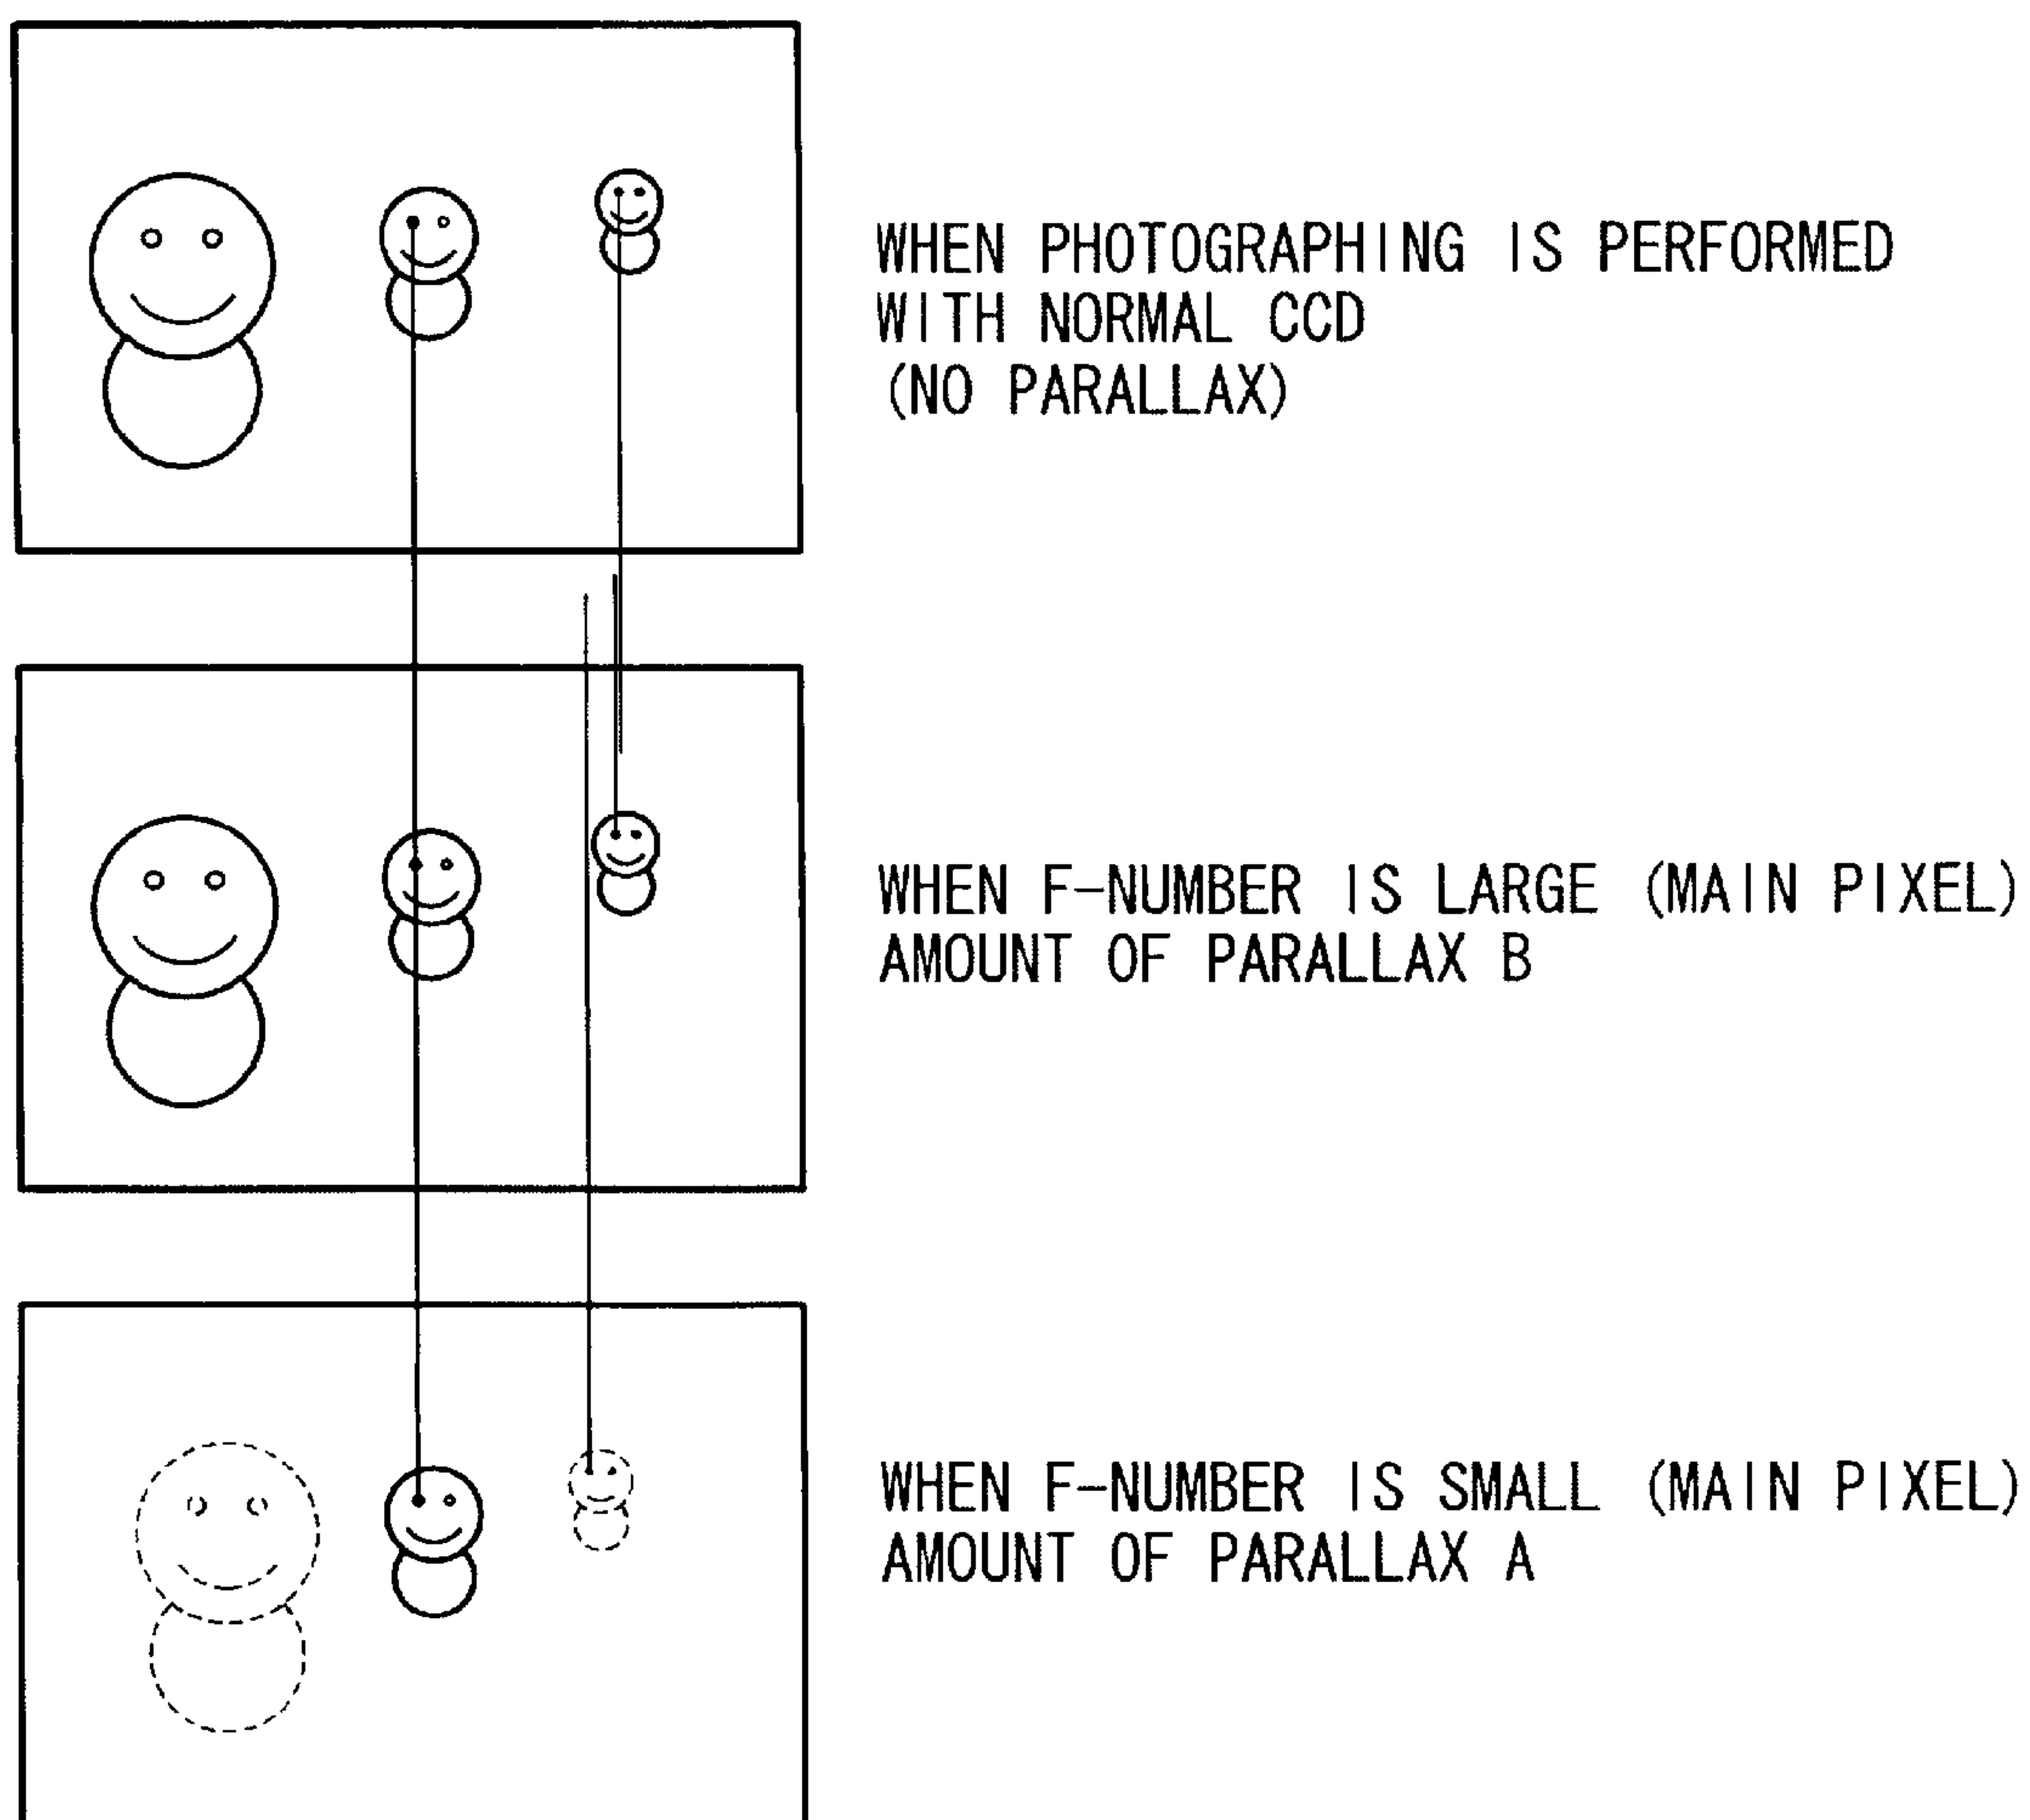 WHEN PHOTOGRAPHING IS PERFORMED
WITH NORMAL CCD
(NO PARALLAX)
WHEN F-NUMBER IS LARGE (MAIN PIXEL)
AMOUNT OF PARALLAX B
WHEN F-NUMBER IS SMALL (MAIN PIXEL)
AMOUNT OF PARALLAX A